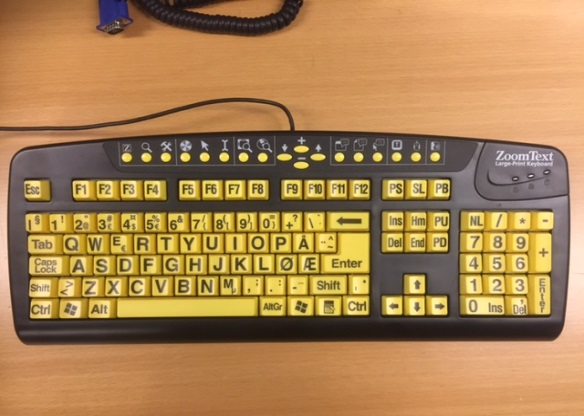 ZoomText
Large-Print Keyboard
Esc F1 F2 F3 F4 F5 F6 F7 F8 F9 F10 F11 F12 PS SL PB
1 2 3 4 5 6 7 8 9 0 + ? \ Ins Hm PU NL / * -
Tab Q W E R T Y U I O P Å Del End PD 7 8 9 +
Caps Lock A S D F G H J K L Ø Æ Enter 4 5 6
Shift Z X C V B N M Shift 1 2 3 Enter
Ctrl Alt AltGr Ctrl 0 Ins Del